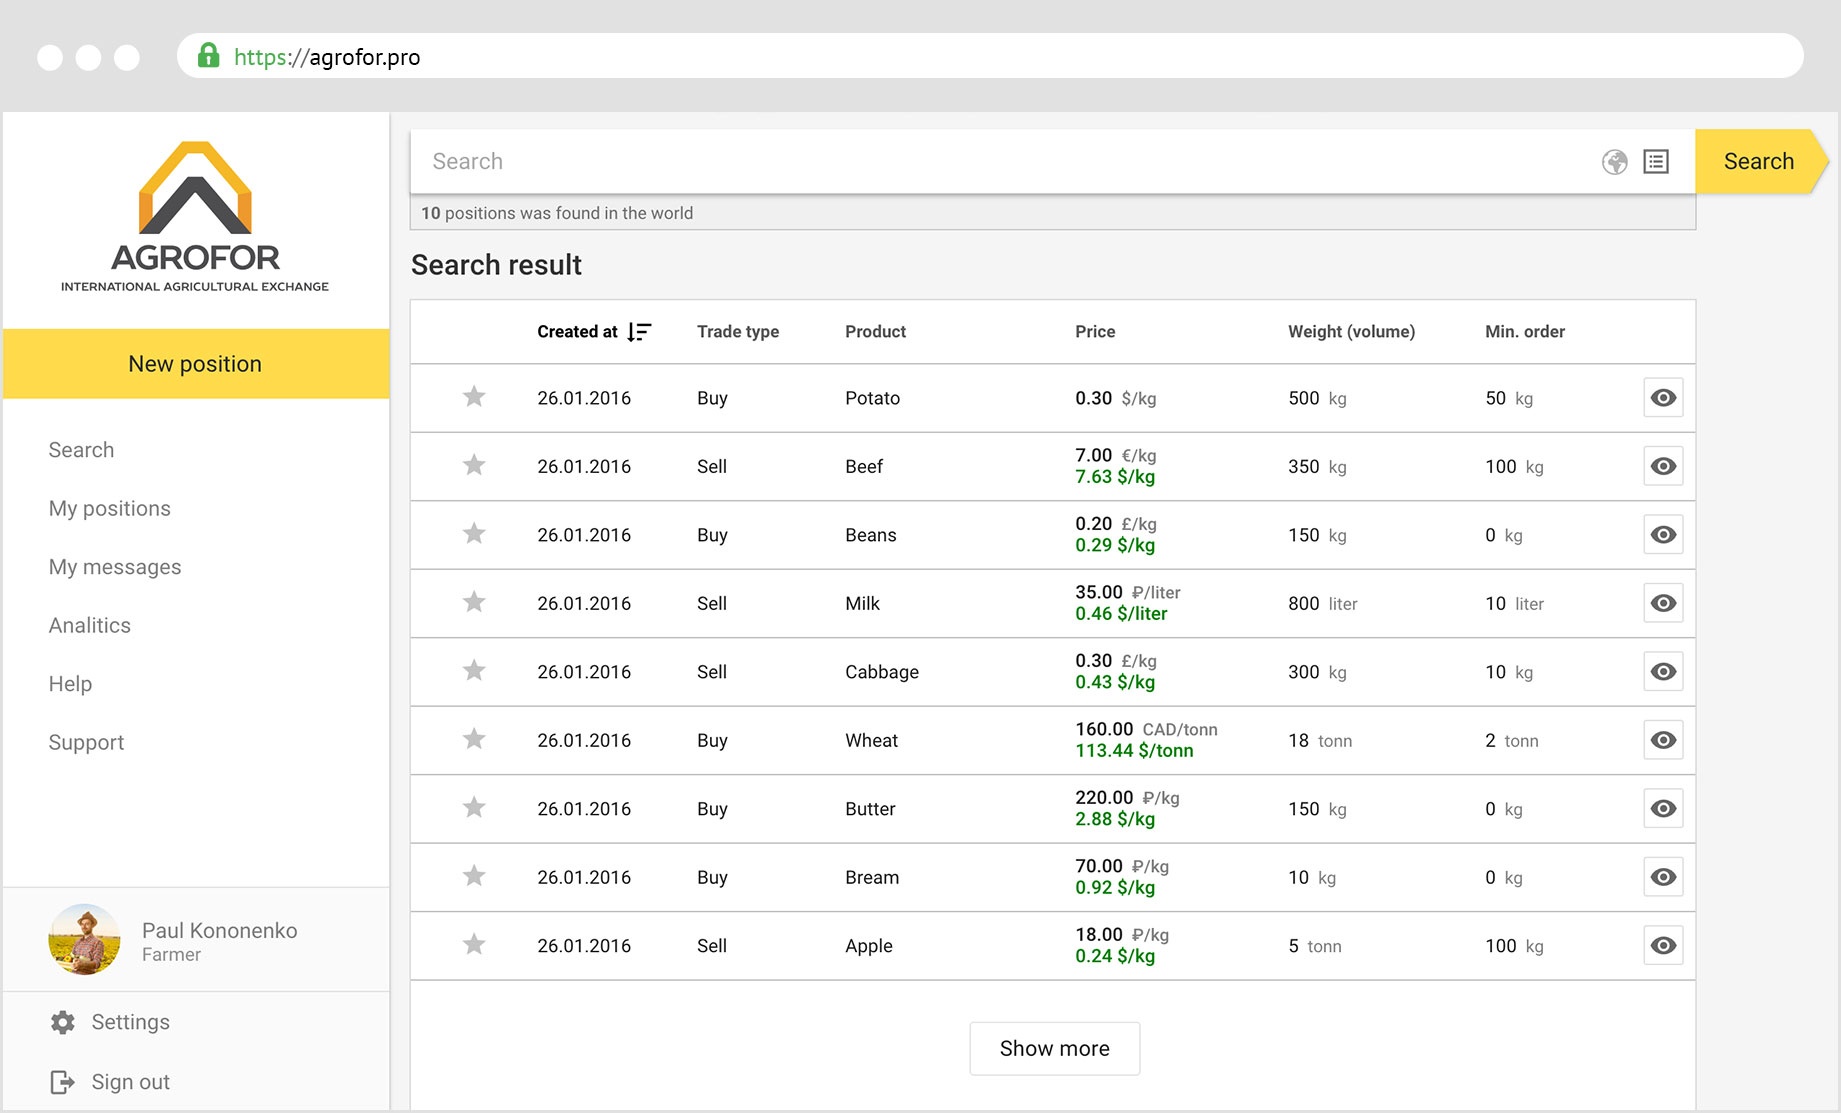 https://agrofor.pro
AGROFOR
INTERNATIONAL AGRICULTURAL EXCHANGE
New position
Search
My positions
My messages
Analitics
Help
Support
Paul Kononenko
Farmer
Settings
Sign out
Search
Search
10 positions was found in the world
Search result
Created at Trade type Product Price Weight (volume) Min. order
26.01.2016 Buy Potato 0.30 $/kg 500 kg 50 kg
26.01.2016 Sell Beef 7.00 €/kg 350 kg 100 kg
7.63 $/kg
26.01.2016 Buy Beans 0.20 £/kg 150 kg 0 kg
0.29 $/kg
26.01.2016 Sell Milk 35.00 ₽/liter 800 liter 10 liter
0.46 $/liter
26.01.2016 Sell Cabbage 0.30 £/kg 300 kg 10 kg
0.43 $/kg
26.01.2016 Buy Wheat 160.00 CAD/tonn 18 tonn 2 tonn
113.44 $/tonn
26.01.2016 Buy Butter 220.00 ₽/kg 150 kg 0 kg
2.88 $/kg
26.01.2016 Buy Bream 70.00 ₽/kg 10 kg 0 kg
0.92 $/kg
26.01.2016 Sell Apple 18.00 ₽/kg 5 tonn 100 kg
0.24 $/kg
Show more